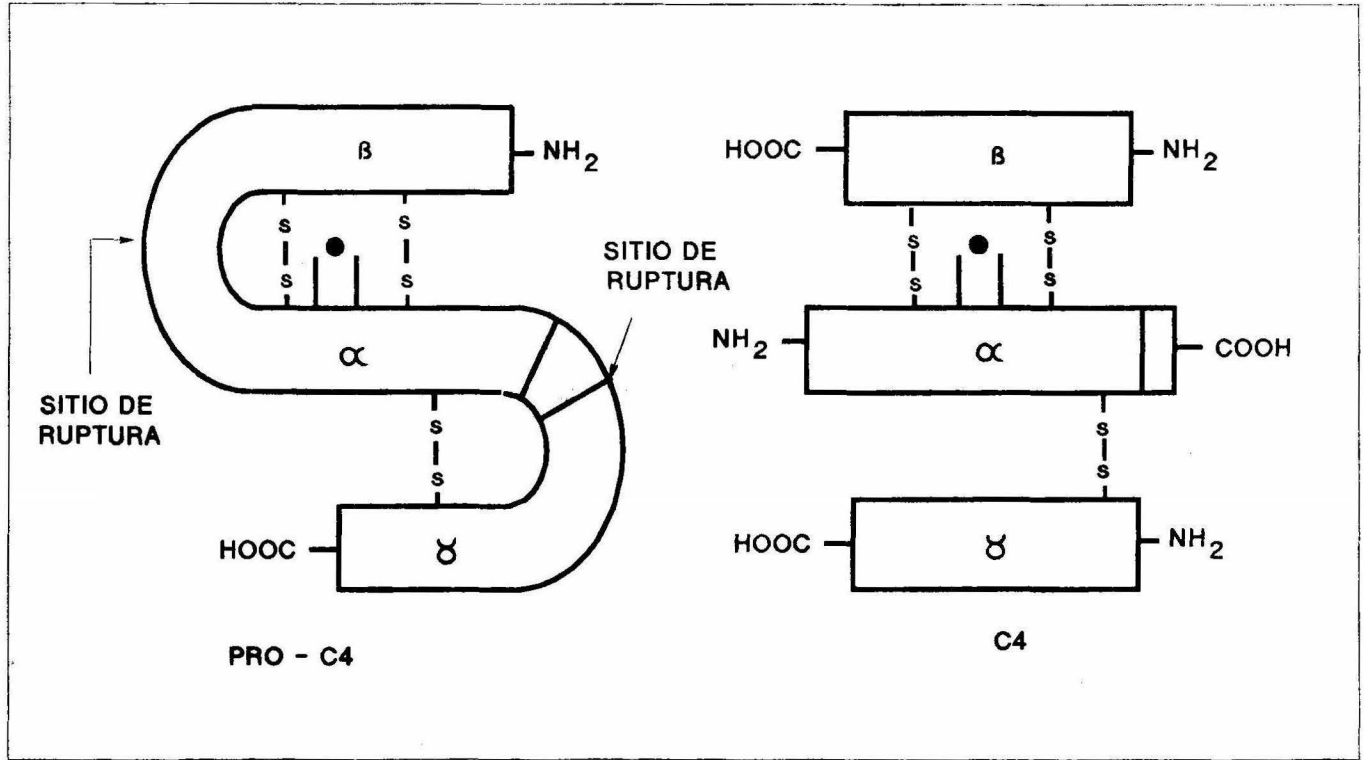 β
NH₂
S S
S S
SITIO DE
RUPTURA
SITIO DE
RUPTURA
α
S
S
HOOC
γ
PRO - C4
HOOC
β
NH₂
S S
S S
NH₂
α
COOH
S
S
HOOC
γ
NH₂
C4